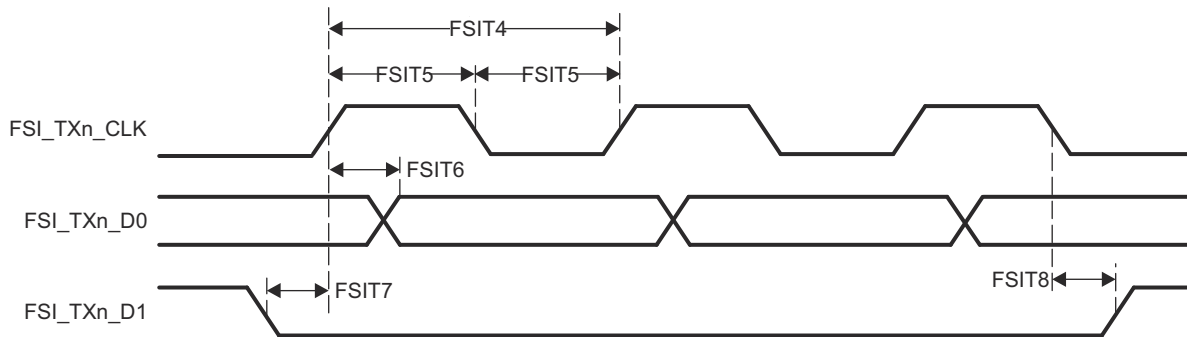 FSIT4
FSIT5 FSIT5
FSI_TXn_CLK
FSIT6
FSI_TXn_D0
FSIT7 FSIT8
FSI_TXn_D1